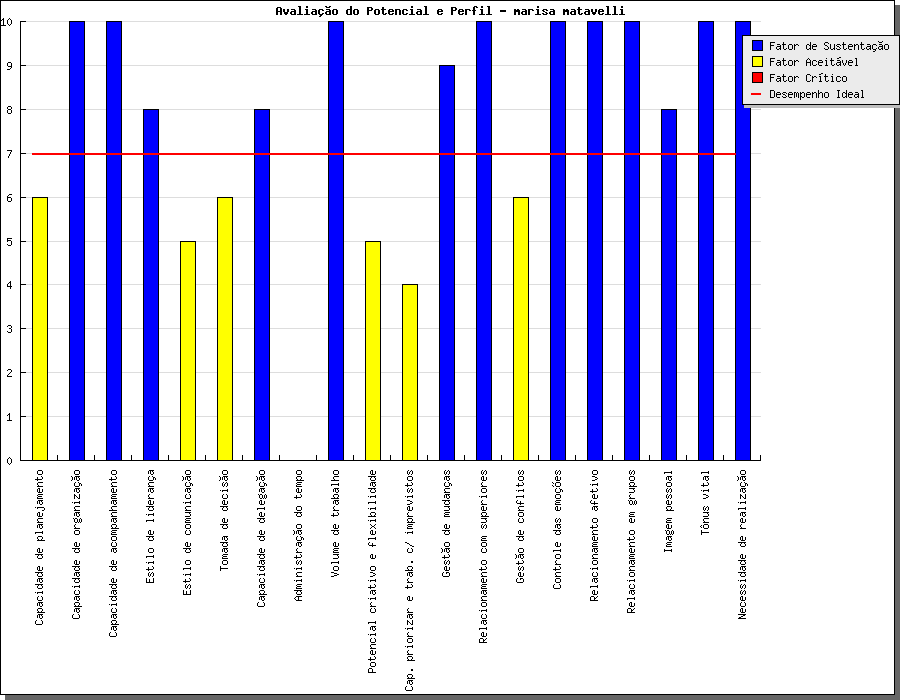 Avaliação do Potencial e Perfil - Marisa Matavelli
10
9
8
7
6
5
4
3
2
1
0
Fator de Sustentação
Fator Aceitável
Fator Crítico
Desempenho Ideal
Capacidade de planejamento
Capacidade de organização
Capacidade de acompanhamento
Estilo de liderança
Estilo de comunicação
Tomada de decisão
Capacidade de delegação
Administração do tempo
Volume de trabalho
Potencial criativo e flexibilidade
Cap. priorizar e trab. c/ imprevistos
Gestão de mudanças
Relacionamento com superiores
Gestão de conflitos
Controle das emoções
Relacionamento afetivo
Relacionamento em grupos
Imagem pessoal
Tônus vital
Necessidade de realização